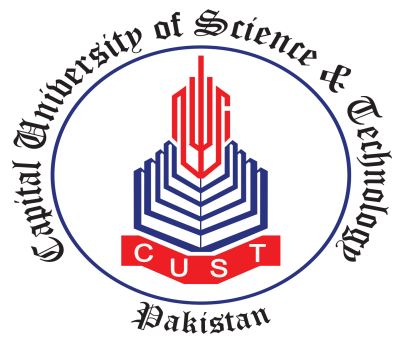 Capital University of Science & Technology
CUST
Pakistan